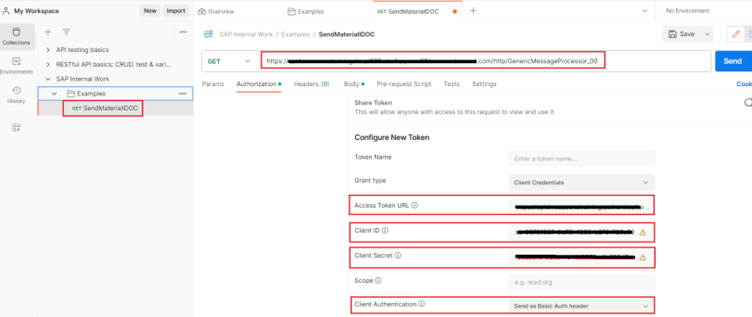 My Workspace
New
Import
Overview
Examples
GET SendMaterialIDOC
No Environment
Collections
Environments
History
API testing basics
RESTful API basics: CRUD, test & vari...
SAP Internal Work
Examples
GET SendMaterialIDOC
SAP Internal Work / Examples / SendMaterialIDOC
Save
GET
https://
.com/http/GenericMessageProcessor_00
Send
Params
Authorization
Headers (9)
Body
Pre-request Script
Tests
Settings
Cook
Share Token
This will allow anyone with access to this request to view and use it.
Configure New Token
Token Name
Enter a token name...
Grant type
Client Credentials
Access Token URL
Client ID
Client Secret
Scope
e.g. read:org
Client Authentication
Send as Basic Auth header